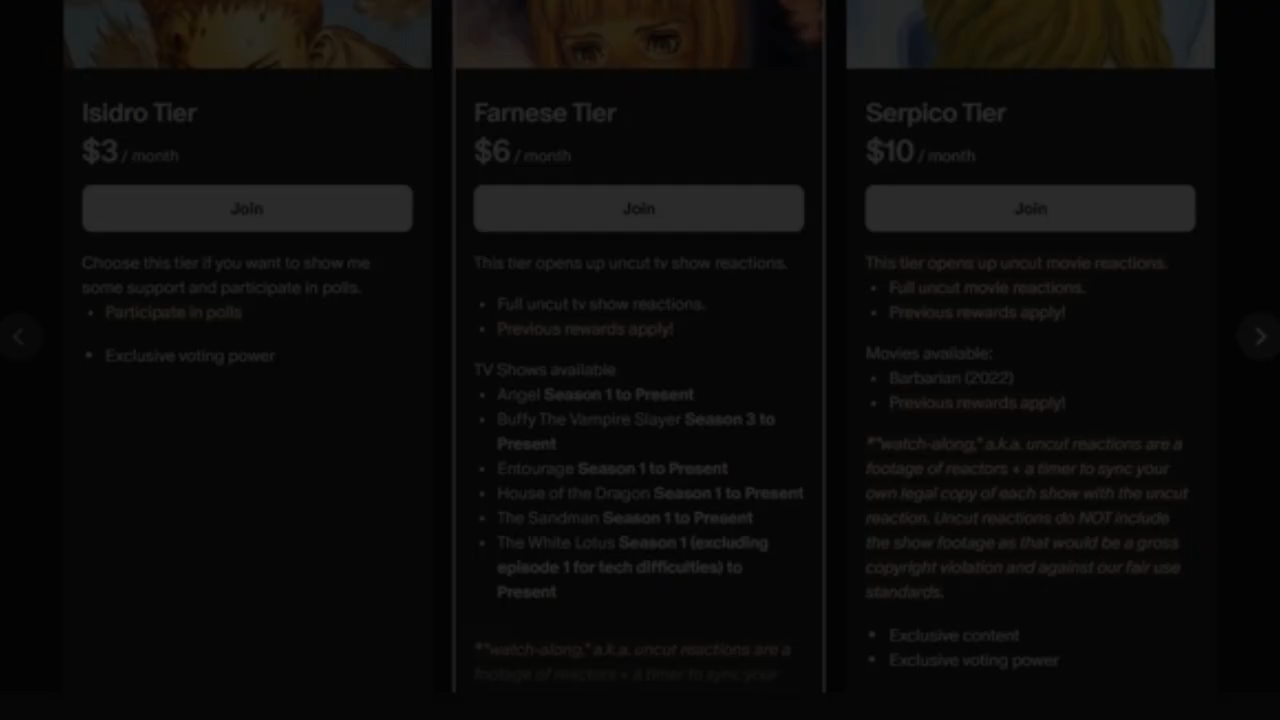 Isidro Tier
$3 / month
Join
Choose this tier if you want to show me
some support and participate in polls.
• Participate in polls
• Exclusive voting power
Farnese Tier
$6 / month
Join
This tier opens up uncut tv show reactions.
• Full uncut tv show reactions.
• Previous rewards apply!
TV Shows available
• Angel Season 1 to Present
• Buffy The Vampire Slayer Season 3 to
Present
• Entourage Season 1 to Present
• House of the Dragon Season 1 to Present
• The Sandman Season 1 to Present
• The White Lotus Season 1 (excluding
episode 1 for tech difficulties) to
Present
*"watch-along," a.k.a. uncut reactions are a
footage of reactors + a timer to sync your
Serpico Tier
$10 / month
Join
This tier opens up uncut movie reactions.
• Full uncut movie reactions.
• Previous rewards apply!
Movies available:
• Barbarian (2022)
• Previous rewards apply!
*"watch-along," a.k.a. uncut reactions are a
footage of reactors + a timer to sync your
own legal copy of each show with the uncut
reaction. Uncut reactions do NOT include
the show footage as that would be a gross
copyright violation and against our fair use
standards.
• Exclusive content
• Exclusive voting power